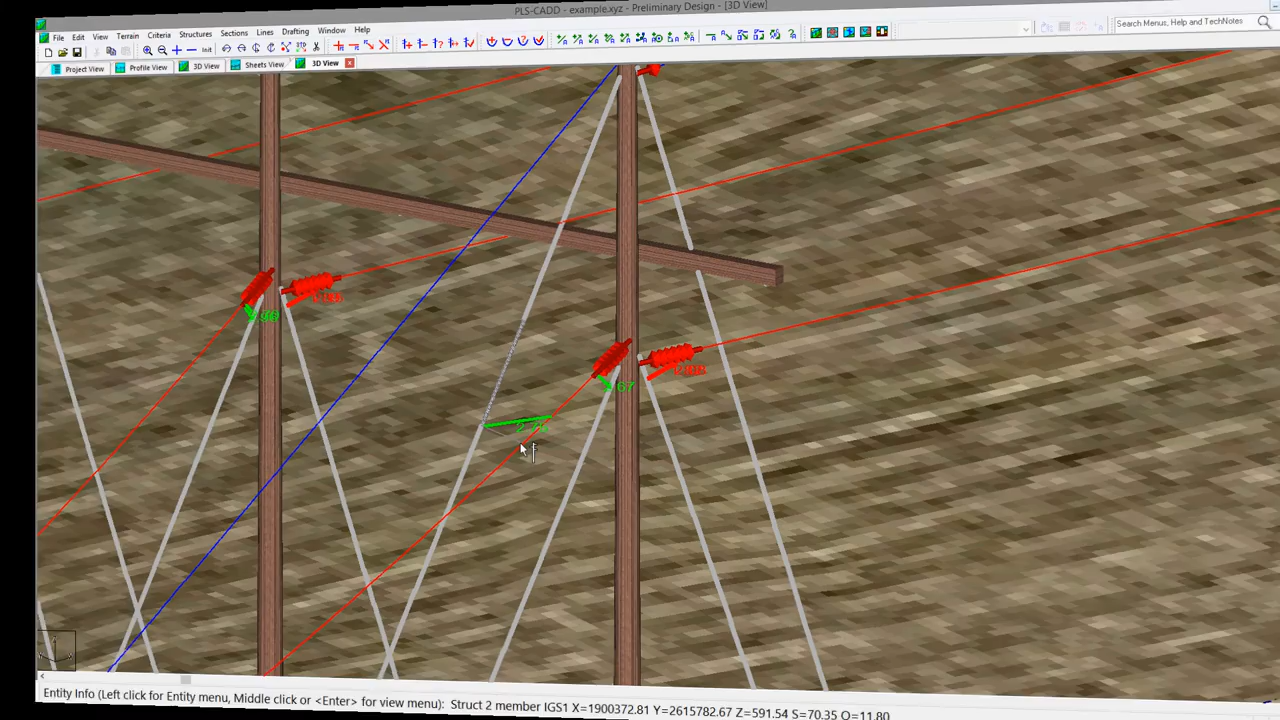 PLS-CADD - example.xyz - Preliminary Design - [3D View]
File Edit View Terrain Criteria Structures Sections Lines Drafting Window Help
Search Menus, Help and TechNotes
Init
STD
Project View Profile View 3D View Sheets View 3D View
Entity Info (Left click for Entity menu, Middle click or <Enter> for view menu): Struct 2 member IGS1 X=1900372.81 Y=2615782.67 Z=591.54 S=70.35 O=11.80